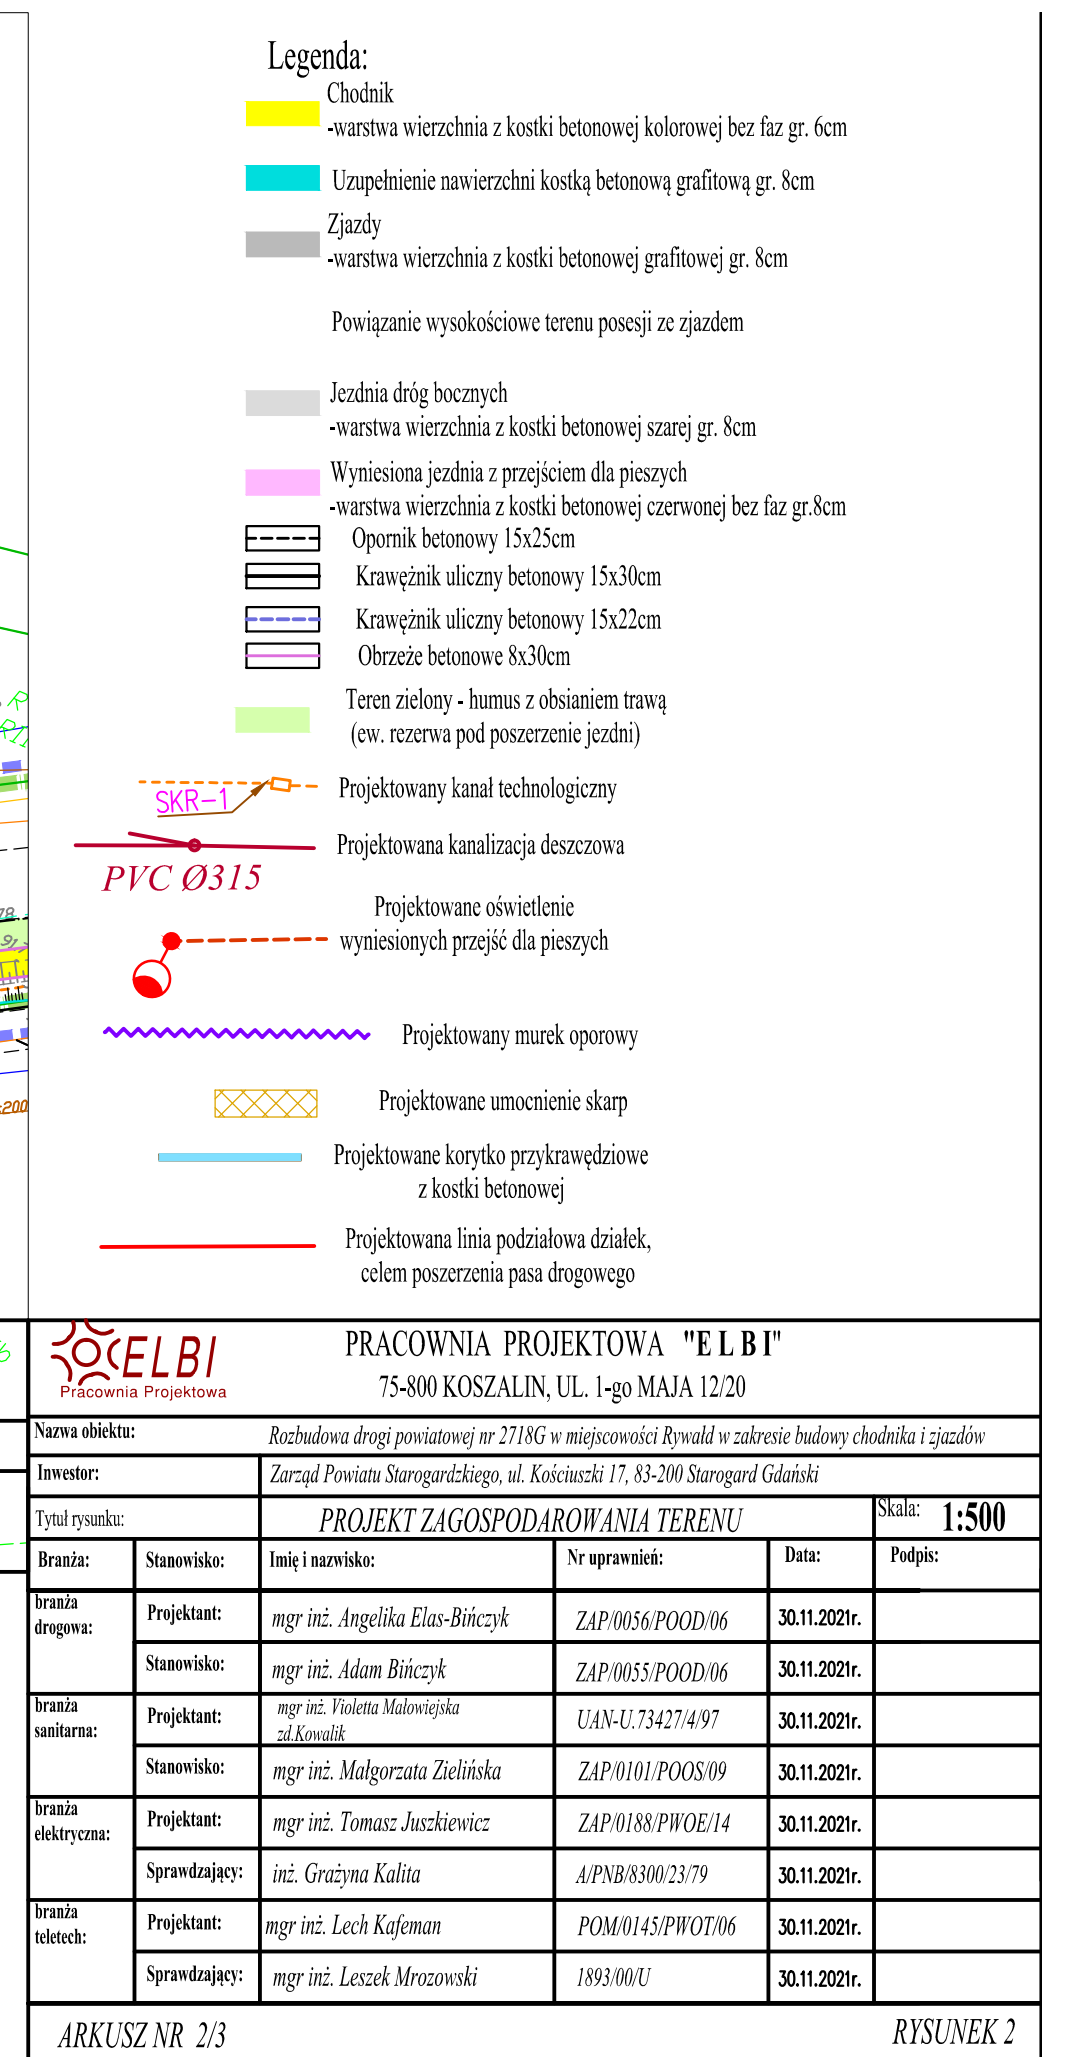 Legenda:
Chodnik
-warstwa wierzchnia z kostki betonowej kolorowej bez faz gr. 6cm
Uzupełnienie nawierzchni kostką betonową grafitową gr. 8cm
Zjazdy
-warstwa wierzchnia z kostki betonowej grafitowej gr. 8cm
Powiązanie wysokościowe terenu posesji ze zjazdem
Jezdnia dróg bocznych
-warstwa wierzchnia z kostki betonowej szarej gr. 8cm
Wyniesiona jezdnia z przejściem dla pieszych
-warstwa wierzchnia z kostki betonowej czerwonej bez faz gr.8cm
Opornik betonowy 15x25cm
Krawężnik uliczny betonowy 15x30cm
Krawężnik uliczny betonowy 15x22cm
Obrzeże betonowe 8x30cm
Teren zielony - humus z obsianiem trawą
(ew. rezerwa pod poszerzenie jezdni)
Projektowany kanał technologiczny
SKR-1
Projektowana kanalizacja deszczowa
PVC Ø315
Projektowane oświetlenie
wyniesionych przejść dla pieszych
Projektowany murek oporowy
Projektowane umocnienie skarp
:200
Projektowane korytko przykrawędziowe
z kostki betonowej
Projektowana linia podziałowa działek,
celem poszerzenia pasa drogowego
ELBI
Pracownia Projektowa
PRACOWNIA PROJEKTOWA "E L B I"
75-800 KOSZALIN, UL. 1-go MAJA 12/20
Nazwa obiektu: Rozbudowa drogi powiatowej nr 2718G w miejscowości Rywałd w zakresie budowy chodnika i zjazdów
Inwestor: Zarząd Powiatu Starogardzkiego, ul. Kościuszki 17, 83-200 Starogard Gdański
Tytuł rysunku: PROJEKT ZAGOSPODAROWANIA TERENU Skala: 1:500
Branża: Stanowisko: Imię i nazwisko: Nr uprawnień: Data: Podpis:
branża
drogowa:
Projektant: mgr inż. Angelika Elas-Bińczyk ZAP/0056/POOD/06 30.11.2021r.
Stanowisko: mgr inż. Adam Bińczyk ZAP/0055/POOD/06 30.11.2021r.
branża
sanitarna:
Projektant: mgr inż. Violetta Małowiejska
zd.Kowalik
UAN-U.73427/4/97 30.11.2021r.
Stanowisko: mgr inż. Małgorzata Zielińska ZAP/0101/POOS/09 30.11.2021r.
branża
elektryczna:
Projektant: mgr inż. Tomasz Juszkiewicz ZAP/0188/PWOE/14 30.11.2021r.
Sprawdzający: inż. Grażyna Kalita A/PNB/8300/23/79 30.11.2021r.
branża
teletech:
Projektant: mgr inż. Lech Kafeman POM/0145/PWOT/06 30.11.2021r.
Sprawdzający: mgr inż. Leszek Mrozowski 1893/00/U 30.11.2021r.
ARKUSZ NR 2/3 RYSUNEK 2